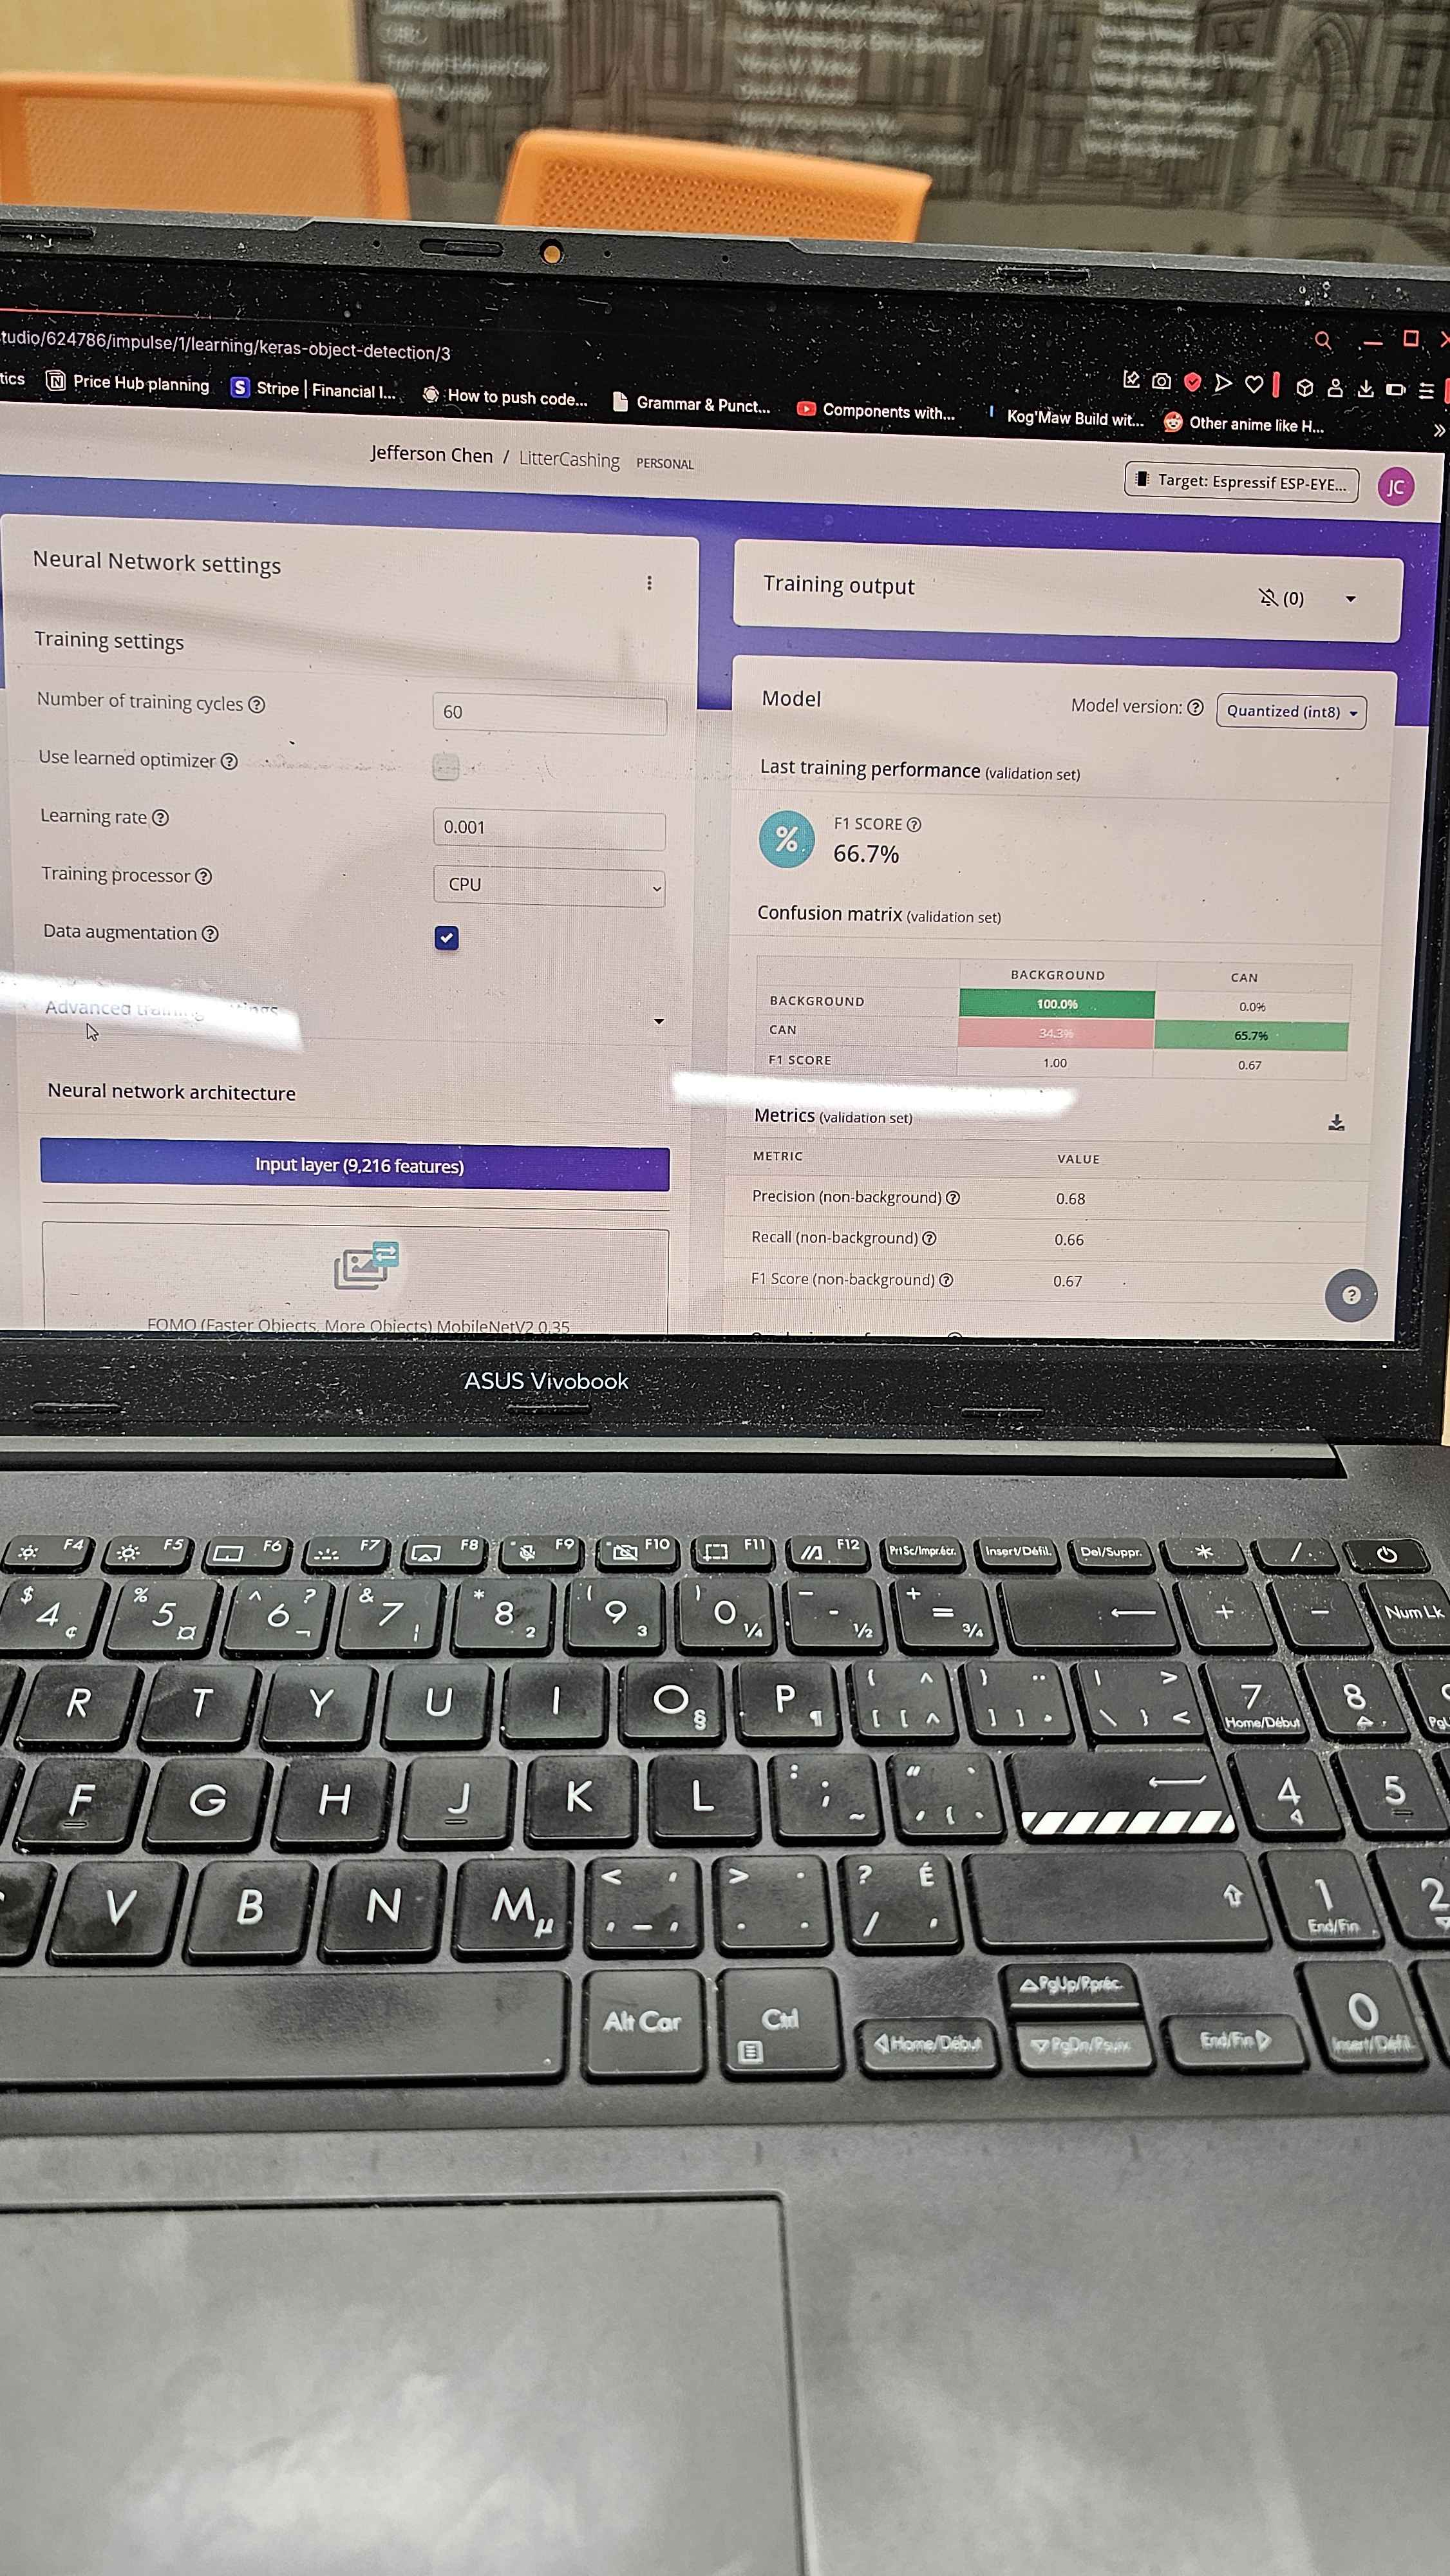 tudio/624786/impulse/1/learning/keras-object-detection/3
tics Price Hub planning S Stripe | Financial I... How to push code... Grammar & Punct... Components with... Kog'Maw Build wit... Other anime like H... »
Jefferson Chen / LitterCashing PERSONAL
Target: Espressif ESP-EYE... JC
Neural Network settings
Training settings
Number of training cycles ? 60
Use learned optimizer ?
Learning rate ? 0.001
Training processor ? CPU
Data augmentation ?
Advanced
Neural network architecture
Input layer (9,216 features)
FOMO (Faster Objects, More Objects) MobileNetV2 0.35
Training output (0)
Model Model version: ? Quantized (int8)
Last training performance (validation set)
% F1 SCORE ?
66.7%
Confusion matrix (validation set)
BACKGROUND CAN
BACKGROUND 100.0% 0.0%
CAN 34.3% 65.7%
F1 SCORE 1.00 0.67
Metrics (validation set)
METRIC VALUE
Precision (non-background) ? 0.68
Recall (non-background) ? 0.66
F1 Score (non-background) ? 0.67
?
ASUS Vivobook
F4 F5 F6 F7 F8 F9 F10 F11 F12 PrtSc/Impr.écr. Insert/Défil. Del/Suppr. * /
$ 4 ¢ % 5 ¤ ^ 6 ? ¬ & 7 ¦ * 8 2 ( 9 3 ) 0 ¼ - - ½ + = ¾ ← + - Num Lk
R T Y U I O § P ¶ { ^ [ [ ^ } ¨ ] ] | > \ } < 7 Home/Début 8
F G H J K L : ; ~ " 4 5
V B N M µ < > ? É / 1 End/Fin 2
Alt Car Ctrl Home/Début PgUp/P.préc. PgDn/P.suiv. End/Fin 0 Insert/Défil.